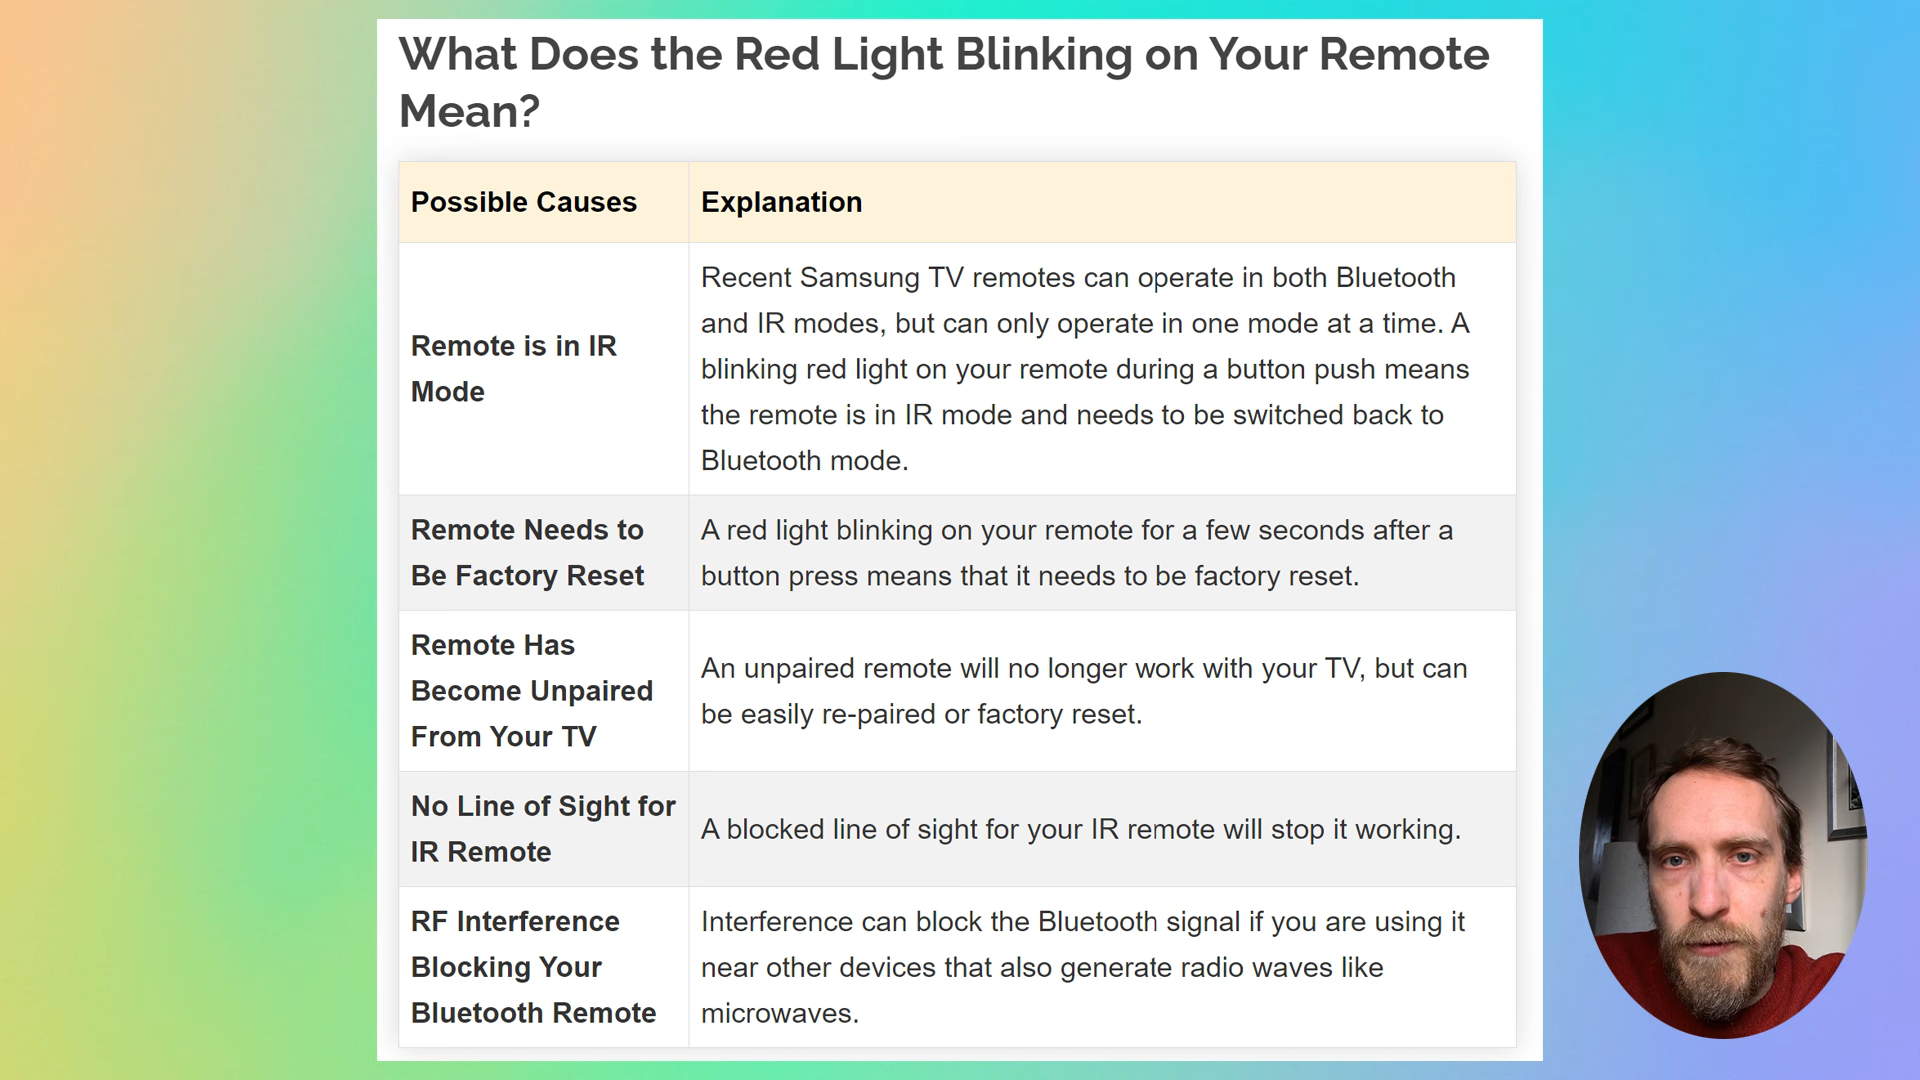 What Does the Red Light Blinking on Your Remote
Mean?
Possible Causes
Explanation
Remote is in IR
Mode
Recent Samsung TV remotes can operate in both Bluetooth
and IR modes, but can only operate in one mode at a time. A
blinking red light on your remote during a button push means
the remote is in IR mode and needs to be switched back to
Bluetooth mode.
Remote Needs to
Be Factory Reset
A red light blinking on your remote for a few seconds after a
button press means that it needs to be factory reset.
Remote Has
Become Unpaired
From Your TV
An unpaired remote will no longer work with your TV, but can
be easily re-paired or factory reset.
No Line of Sight for
IR Remote
A blocked line of sight for your IR remote will stop it working.
RF Interference
Blocking Your
Bluetooth Remote
Interference can block the Bluetooth signal if you are using it
near other devices that also generate radio waves like
microwaves.